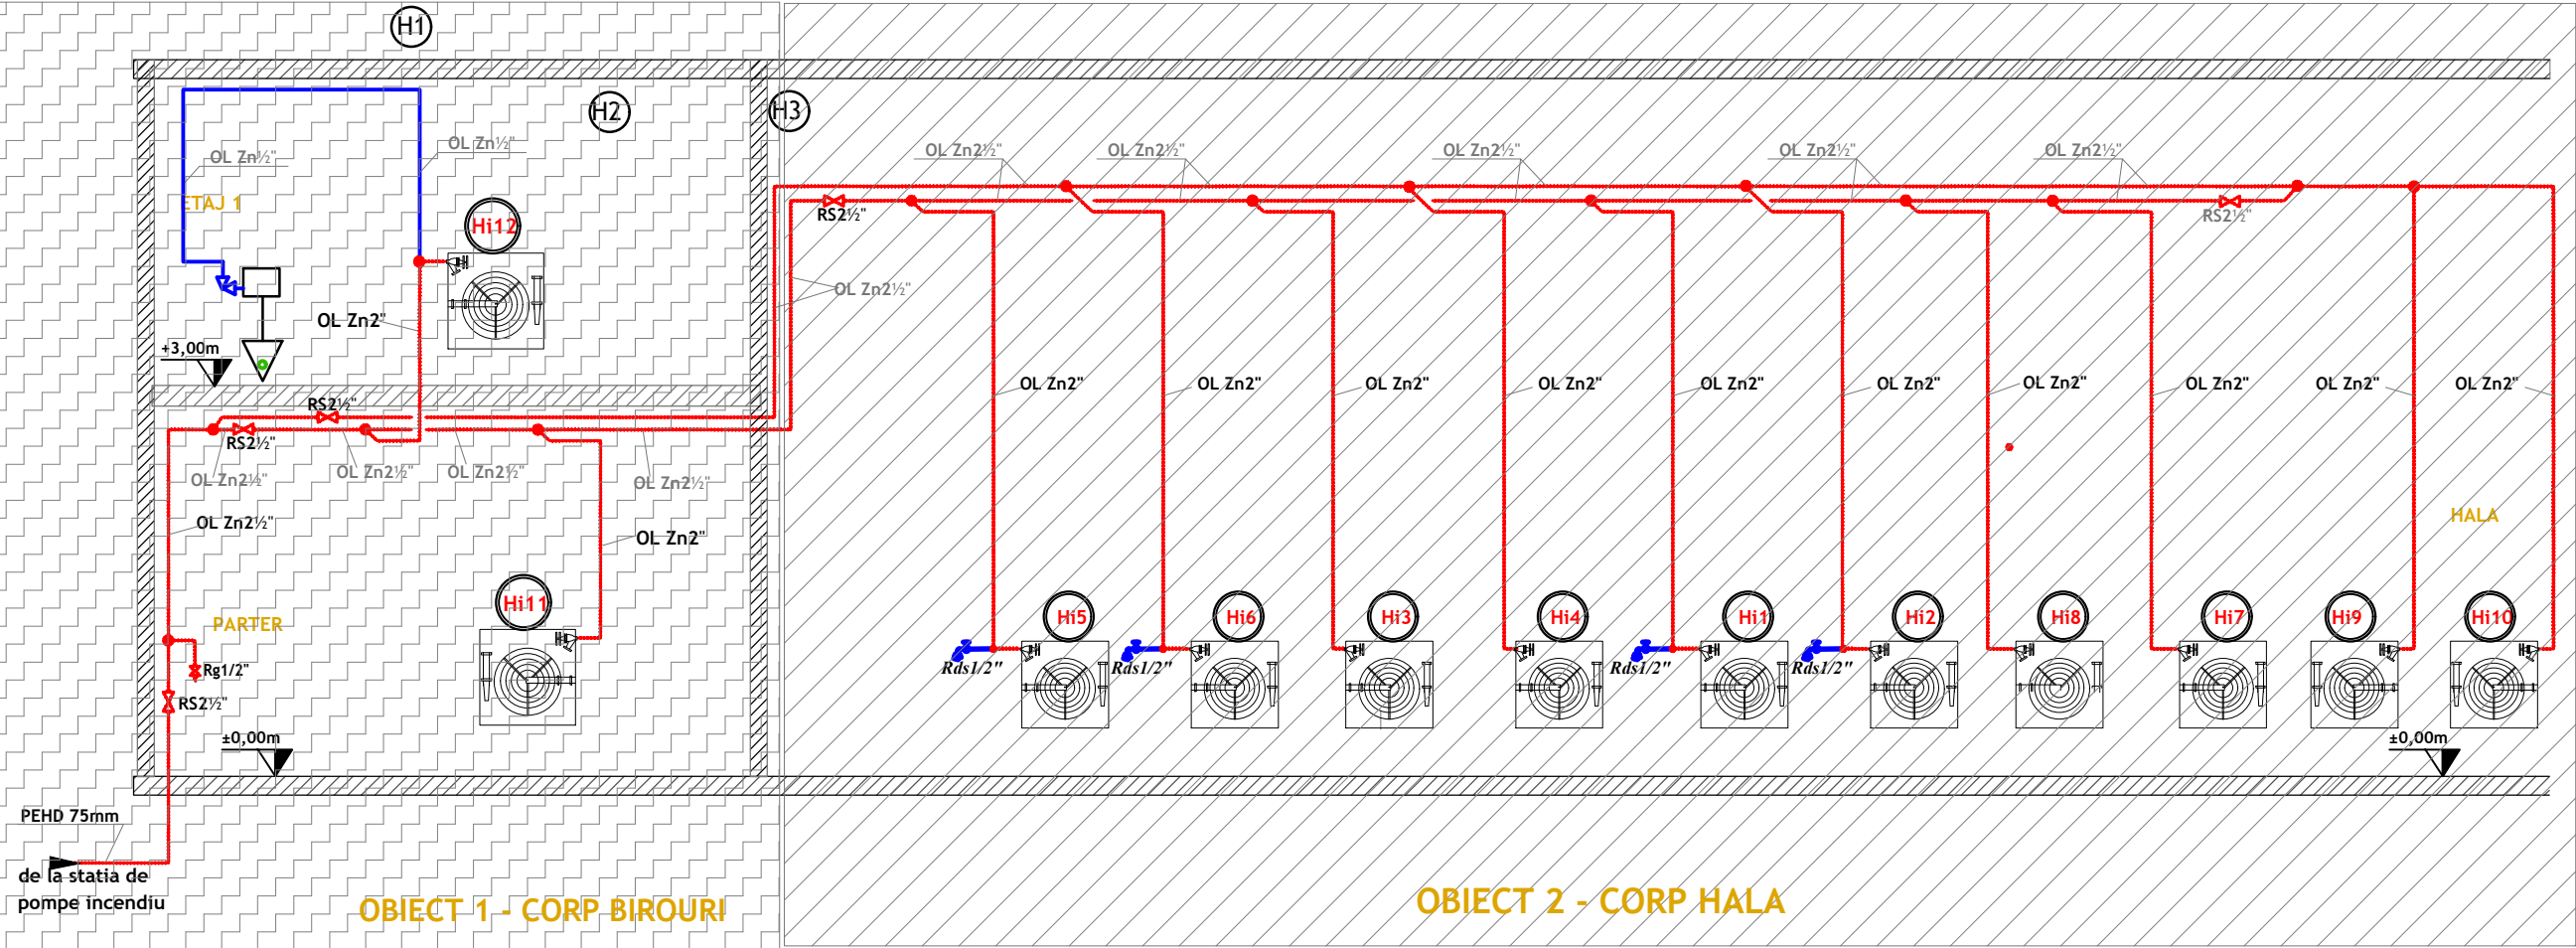 H1
H2
H3
OL Zn½"
OL Zn½"
OL Zn2½"
OL Zn2½"
OL Zn2½"
OL Zn2½"
OL Zn2½"
ETAJ 1
Hi12
RS2½"
RS2½"
OL Zn2½"
OL Zn2"
+3,00m
OL Zn2"
OL Zn2"
OL Zn2"
OL Zn2"
OL Zn2"
OL Zn2"
OL Zn2"
OL Zn2"
OL Zn2"
OL Zn2"
RS2½"
RS2½"
OL Zn2½"
OL Zn2½"
OL Zn2½"
OL Zn2½"
OL Zn2½"
OL Zn2"
HALA
Hi11
PARTER
Hi5
Hi6
Hi3
Hi4
Hi1
Hi2
Hi8
Hi7
Hi9
Hi10
Rg1/2"
Rds1/2"
Rds1/2"
Rds1/2"
Rds1/2"
RS2½"
±0,00m
±0,00m
PEHD 75mm
de la statia de
pompe incendiu
OBIECT 1 - CORP BIROURI
OBIECT 2 - CORP HALA